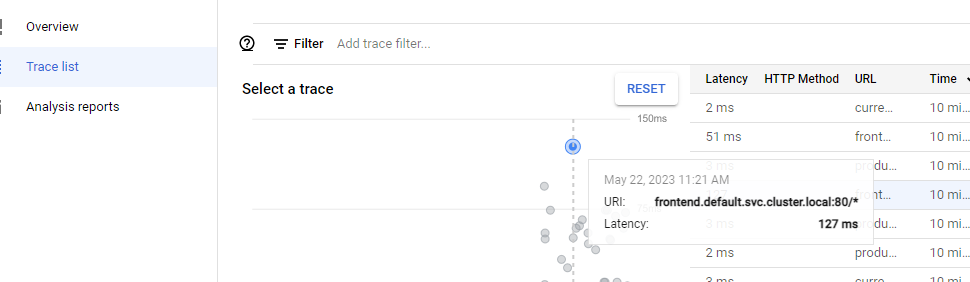 Overview
Trace list
Analysis reports
Filter Add trace filter...
Select a trace
RESET
150ms
Latency HTTP Method URL Time
2 ms curre... 10 mi...
51 ms front... 10 mi...
3 ms produ... 10 mi...
ont... 10 mi...
3 ms odu... 10 mi...
2 ms produ... 10 mi...
3 ms curre... 10 mi...
May 22, 2023 11:21 AM
URI: frontend.default.svc.cluster.local:80/*
Latency: 127 ms